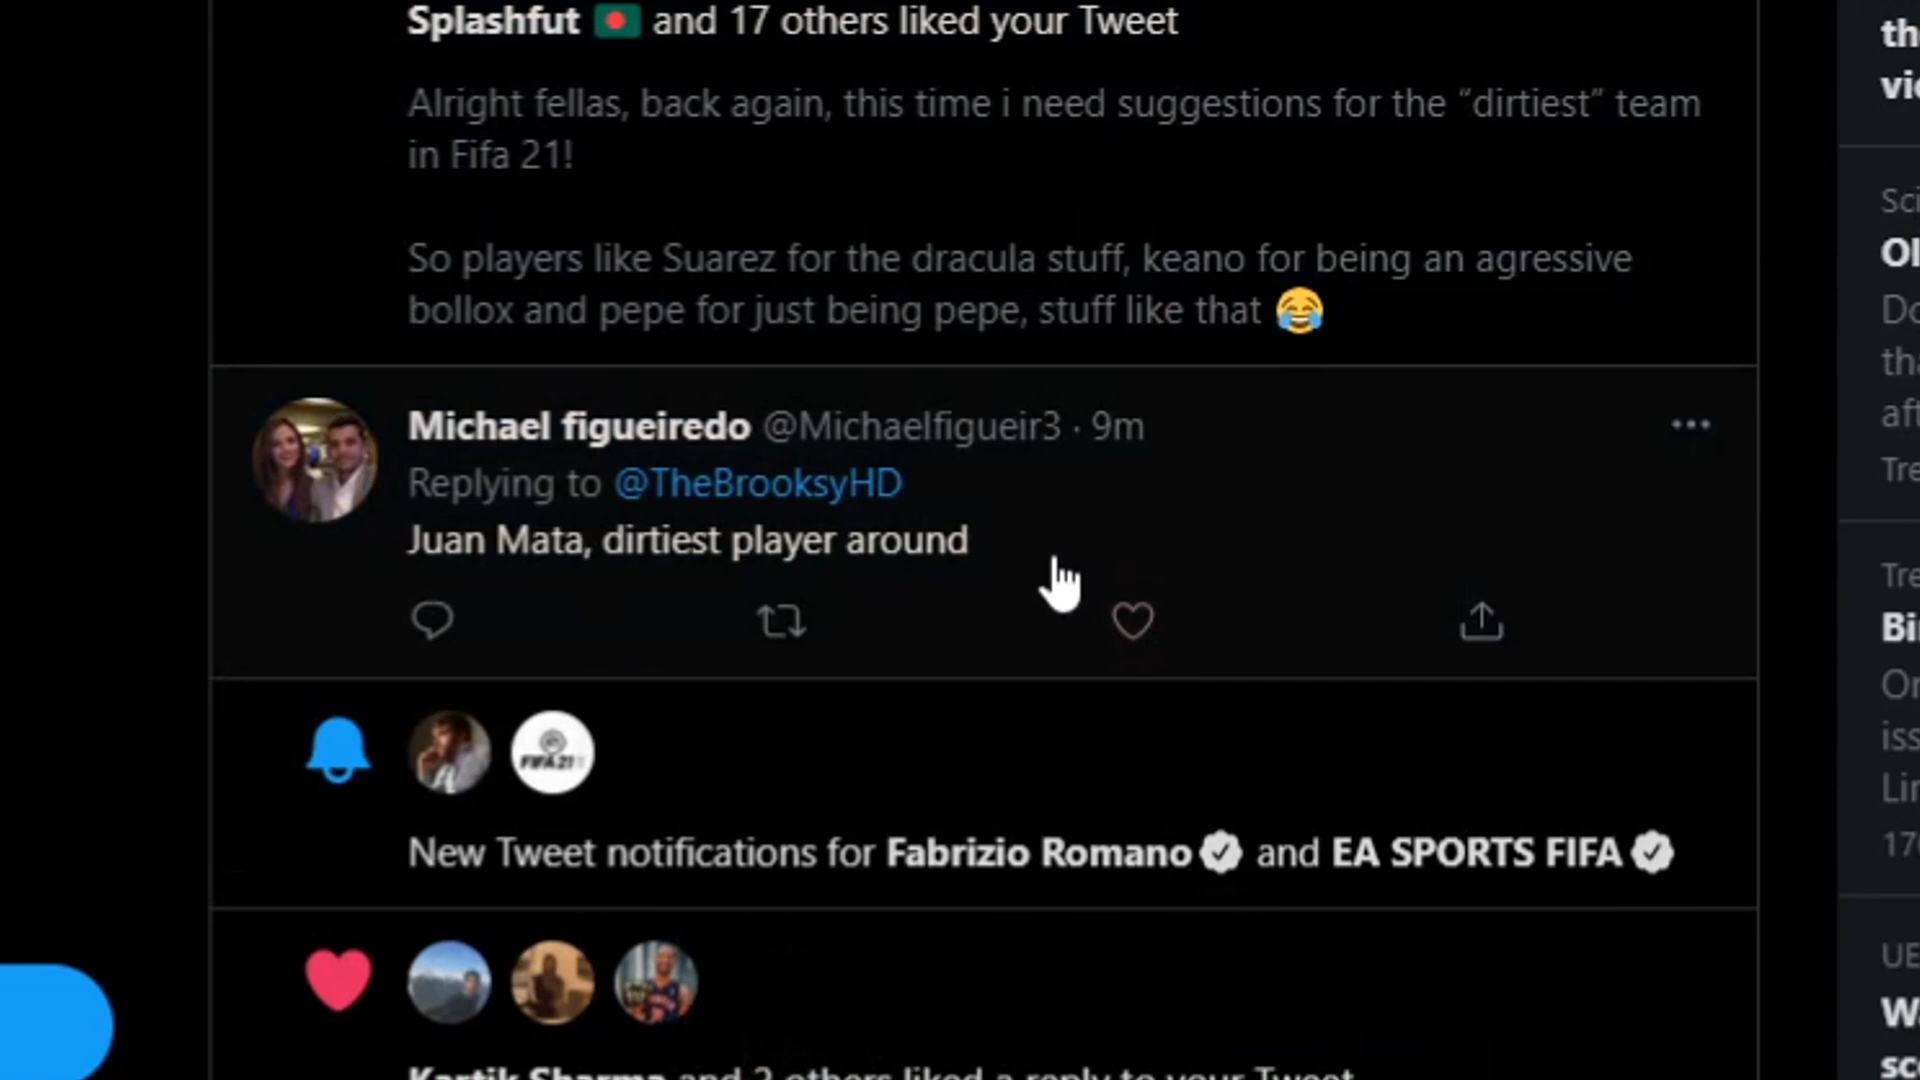 Splashfut and 17 others liked your Tweet
Alright fellas, back again, this time i need suggestions for the “dirtiest” team
in Fifa 21!
So players like Suarez for the dracula stuff, keano for being an agressive
bollox and pepe for just being pepe, stuff like that 😂
Michael figueiredo @Michaelfigueir3 · 9m
Replying to @TheBrooksyHD
Juan Mata, dirtiest player around
FIFA 21
New Tweet notifications for Fabrizio Romano and EA SPORTS FIFA
Kartik Sharma and 2 others liked a reply to your Tweet